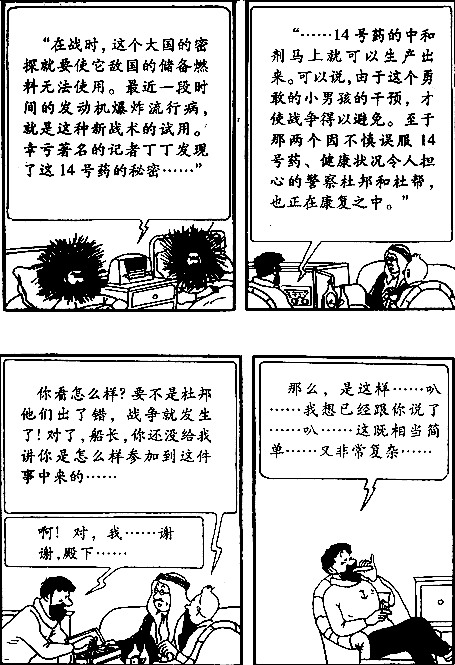 “在战时，这个大国的密
探就要使它敌国的储备燃
料无法使用。最近一段时
间的发动机爆炸流行病，
就是这种新战术的试用。
幸亏著名的记者丁丁发现
了这14号药的秘密……”
“……14号药的中和
剂马上就可以生产出
来。可以说，由于这个勇
敢的小男孩的干预，才
使战争得以避免。至于
那两个因不慎误服14
号药、健康状况令人担
心的警察杜邦和杜帮，
也正在康复之中。”
你看怎么样？要不是杜邦
他们出了错，战争就发生
了！对了，船长，你还没给我
讲你是怎么样参加到这件
事中来的……
啊！对，我……谢
谢，殿下……
那么，是这样……叭
……我想已经跟你说了
……叭……这既相当简
单……又非常复杂……